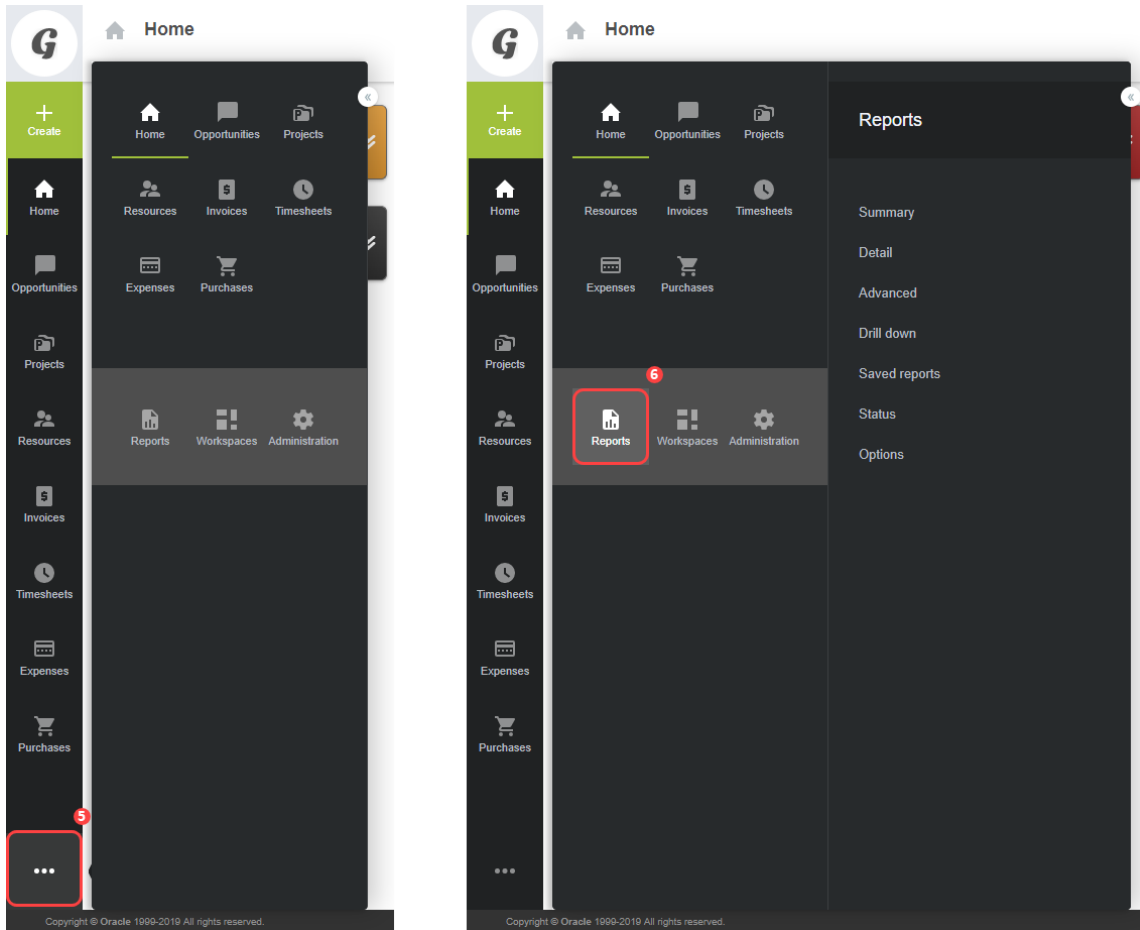 G
Home
Create
Home
Opportunities
Projects
Resources
Invoices
Timesheets
Expenses
Purchases
5
...
«
Home
Opportunities
Projects
Resources
Invoices
Timesheets
Expenses
Purchases
Reports
Workspaces
Administration
Copyright © Oracle 1999-2019 All rights reserved.
G
Home
Create
Home
Opportunities
Projects
Resources
Invoices
Timesheets
Expenses
Purchases
...
Home
Opportunities
Projects
Resources
Invoices
Timesheets
Expenses
Purchases
6
Reports
Workspaces
Administration
«
Reports
Summary
Detail
Advanced
Drill down
Saved reports
Status
Options
Copyright © Oracle 1999-2019 All rights reserved.